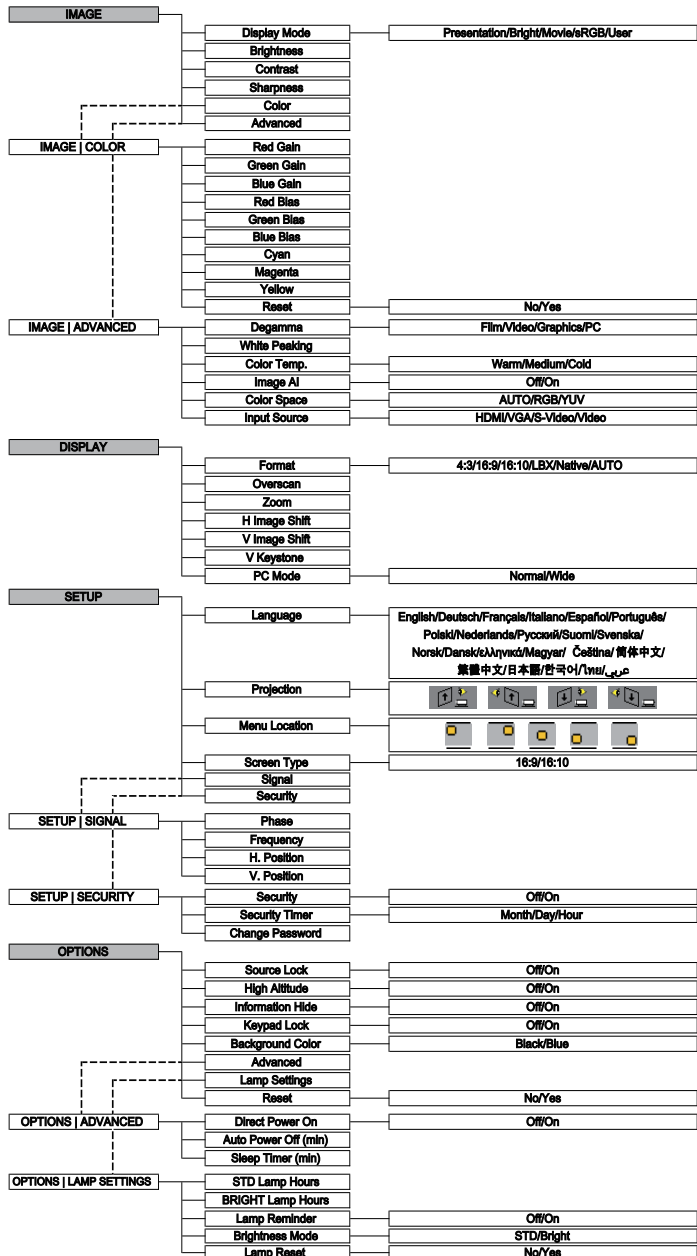 IMAGE
Display Mode Presentation/Bright/Movie/sRGB/User
Brightness
Contrast
Sharpness
Color
Advanced
IMAGE | COLOR Red Gain
Green Gain
Blue Gain
Red Bias
Green Bias
Blue Bias
Cyan
Magenta
Yellow
Reset No/Yes
IMAGE | ADVANCED Degamma Film/Video/Graphics/PC
White Peaking
Color Temp. Warm/Medium/Cold
Image AI Off/On
Color Space AUTO/RGB/YUV
Input Source HDMI/VGA/S-Video/Video
DISPLAY
Format 4:3/16:9/16:10/LBX/Native/AUTO
Overscan
Zoom
H Image Shift
V Image Shift
V Keystone
PC Mode Normal/Wide
SETUP
Language English/Deutsch/Français/Italiano/Español/Português/
Polski/Nederlands/Русский/Suomi/Svenska/
Norsk/Dansk/ελληνικά/Magyar/ Čeština/ 简体中文/
繁體中文/日本語/한국어/ไทย/عربي
Projection
Menu Location
Screen Type 16:9/16:10
Signal
Security
SETUP | SIGNAL Phase
Frequency
H. Position
V. Position
SETUP | SECURITY Security Off/On
Security Timer Month/Day/Hour
Change Password
OPTIONS
Source Lock Off/On
High Altitude Off/On
Information Hide Off/On
Keypad Lock Off/On
Background Color Black/Blue
Advanced
Lamp Settings
Reset No/Yes
OPTIONS | ADVANCED Direct Power On Off/On
Auto Power Off (min)
Sleep Timer (min)
OPTIONS | LAMP SETTINGS STD Lamp Hours
BRIGHT Lamp Hours
Lamp Reminder Off/On
Brightness Mode STD/Bright
Lamp Reset No/Yes